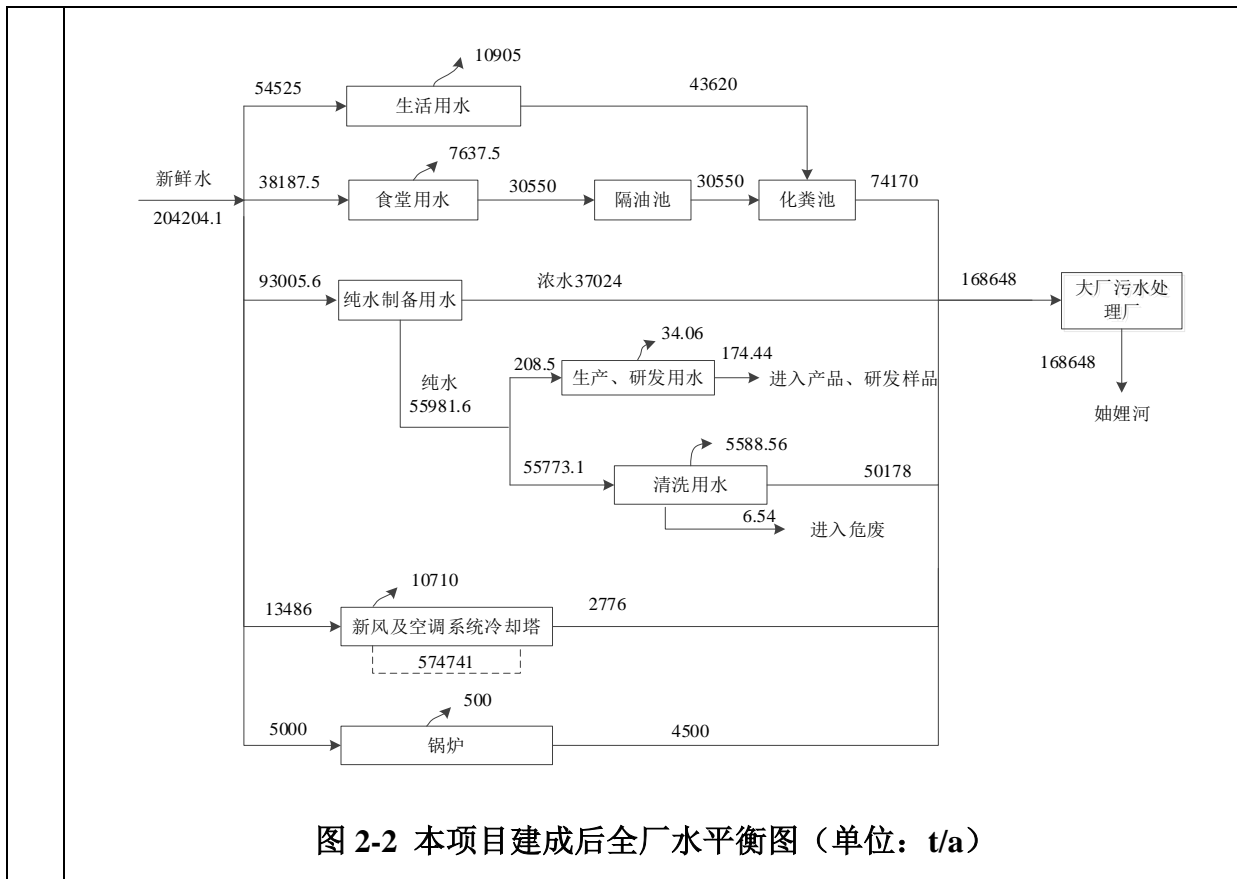 10905
54525
生活用水
43620
新鲜水
204204.1
7637.5
38187.5
食堂用水
30550
隔油池
30550
化粪池
74170
93005.6
纯水制备用水
浓水37024
168648
大厂污水处
理厂
168648
妯娌河
纯水
55981.6
34.06
208.5
生产、研发用水
174.44
进入产品、研发样品
5588.56
55773.1
清洗用水
50178
6.54
进入危废
10710
13486
新风及空调系统冷却塔
2776
574741
500
5000
锅炉
4500
图 2-2 本项目建成后全厂水平衡图（单位：t/a）